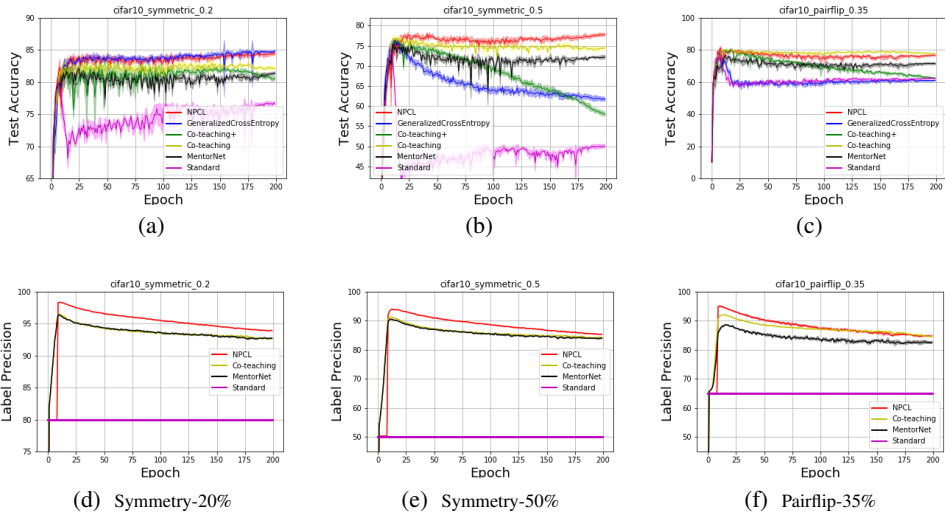 cifar10_symmetric_0.2
Test Accuracy
90
85
80
75
70
65
NPCL
GeneralizedCrossEntropy
Co-teaching+
Co-teaching
MentorNet
Standard
0 25 50 75 100 125 150 175 200
Epoch
(a)
cifar10_symmetric_0.5
Test Accuracy
80
75
70
65
60
55
50
45
NPCL
GeneralizedCrossEntropy
Co-teaching+
Co-teaching
MentorNet
Standard
0 25 50 75 100 125 150 175 200
Epoch
(b)
cifar10_pairflip_0.35
Test Accuracy
100
80
60
40
20
0
NPCL
GeneralizedCrossEntropy
Co-teaching+
Co-teaching
MentorNet
Standard
0 25 50 75 100 125 150 175 200
Epoch
(c)
cifar10_symmetric_0.2
Label Precision
100
95
90
85
80
75
NPCL
Co-teaching
MentorNet
Standard
0 25 50 75 100 125 150 175 200
Epoch
(d) Symmetry-20%
cifar10_symmetric_0.5
Label Precision
100
90
80
70
60
50
NPCL
Co-teaching
MentorNet
Standard
0 25 50 75 100 125 150 175 200
Epoch
(e) Symmetry-50%
cifar10_pairflip_0.35
Label Precision
100
90
80
70
60
50
NPCL
Co-teaching
MentorNet
Standard
0 25 50 75 100 125 150 175 200
Epoch
(f) Pairflip-35%